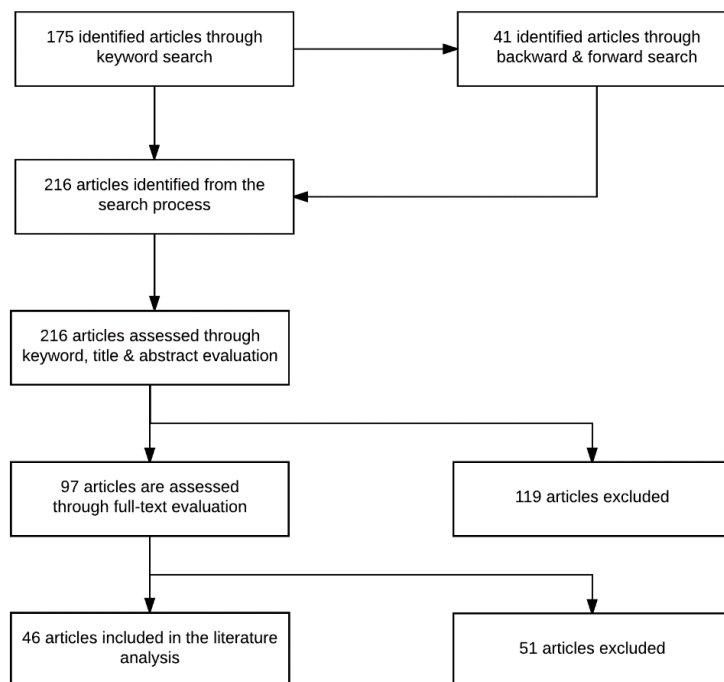 175 identified articles through
keyword search
41 identified articles through
backward & forward search
216 articles identified from the
search process
216 articles assessed through
keyword, title & abstract evaluation
97 articles are assessed
through full-text evaluation
119 articles excluded
46 articles included in the literature
analysis
51 articles excluded